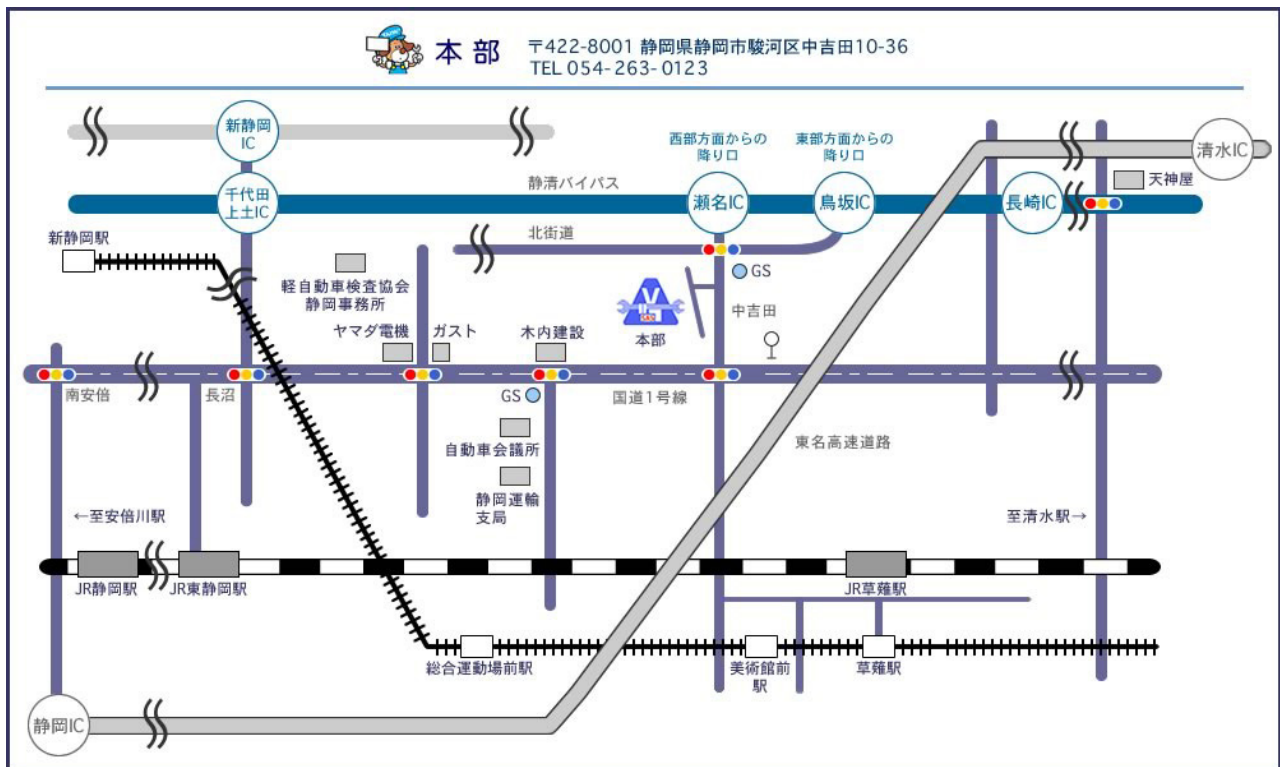 本部
〒422-8001 静岡県静岡市駿河区中吉田10-36
TEL 054-263-0123
新静岡
IC
西部方面からの
降り口
東部方面からの
降り口
清水IC
静清バイパス
千代田
上土IC
瀬名IC
鳥坂IC
長崎IC
天神屋
新静岡駅
北街道
GS
軽自動車検査協会
静岡事務所
中吉田
ヤマダ電機
ガスト
木内建設
本部
南安倍
長沼
GS
国道1号線
自動車会議所
東名高速道路
静岡運輸
支局
←至安倍川駅
至清水駅→
JR静岡駅
JR東静岡駅
JR草薙駅
総合運動場前駅
美術館前
駅
草薙駅
静岡IC